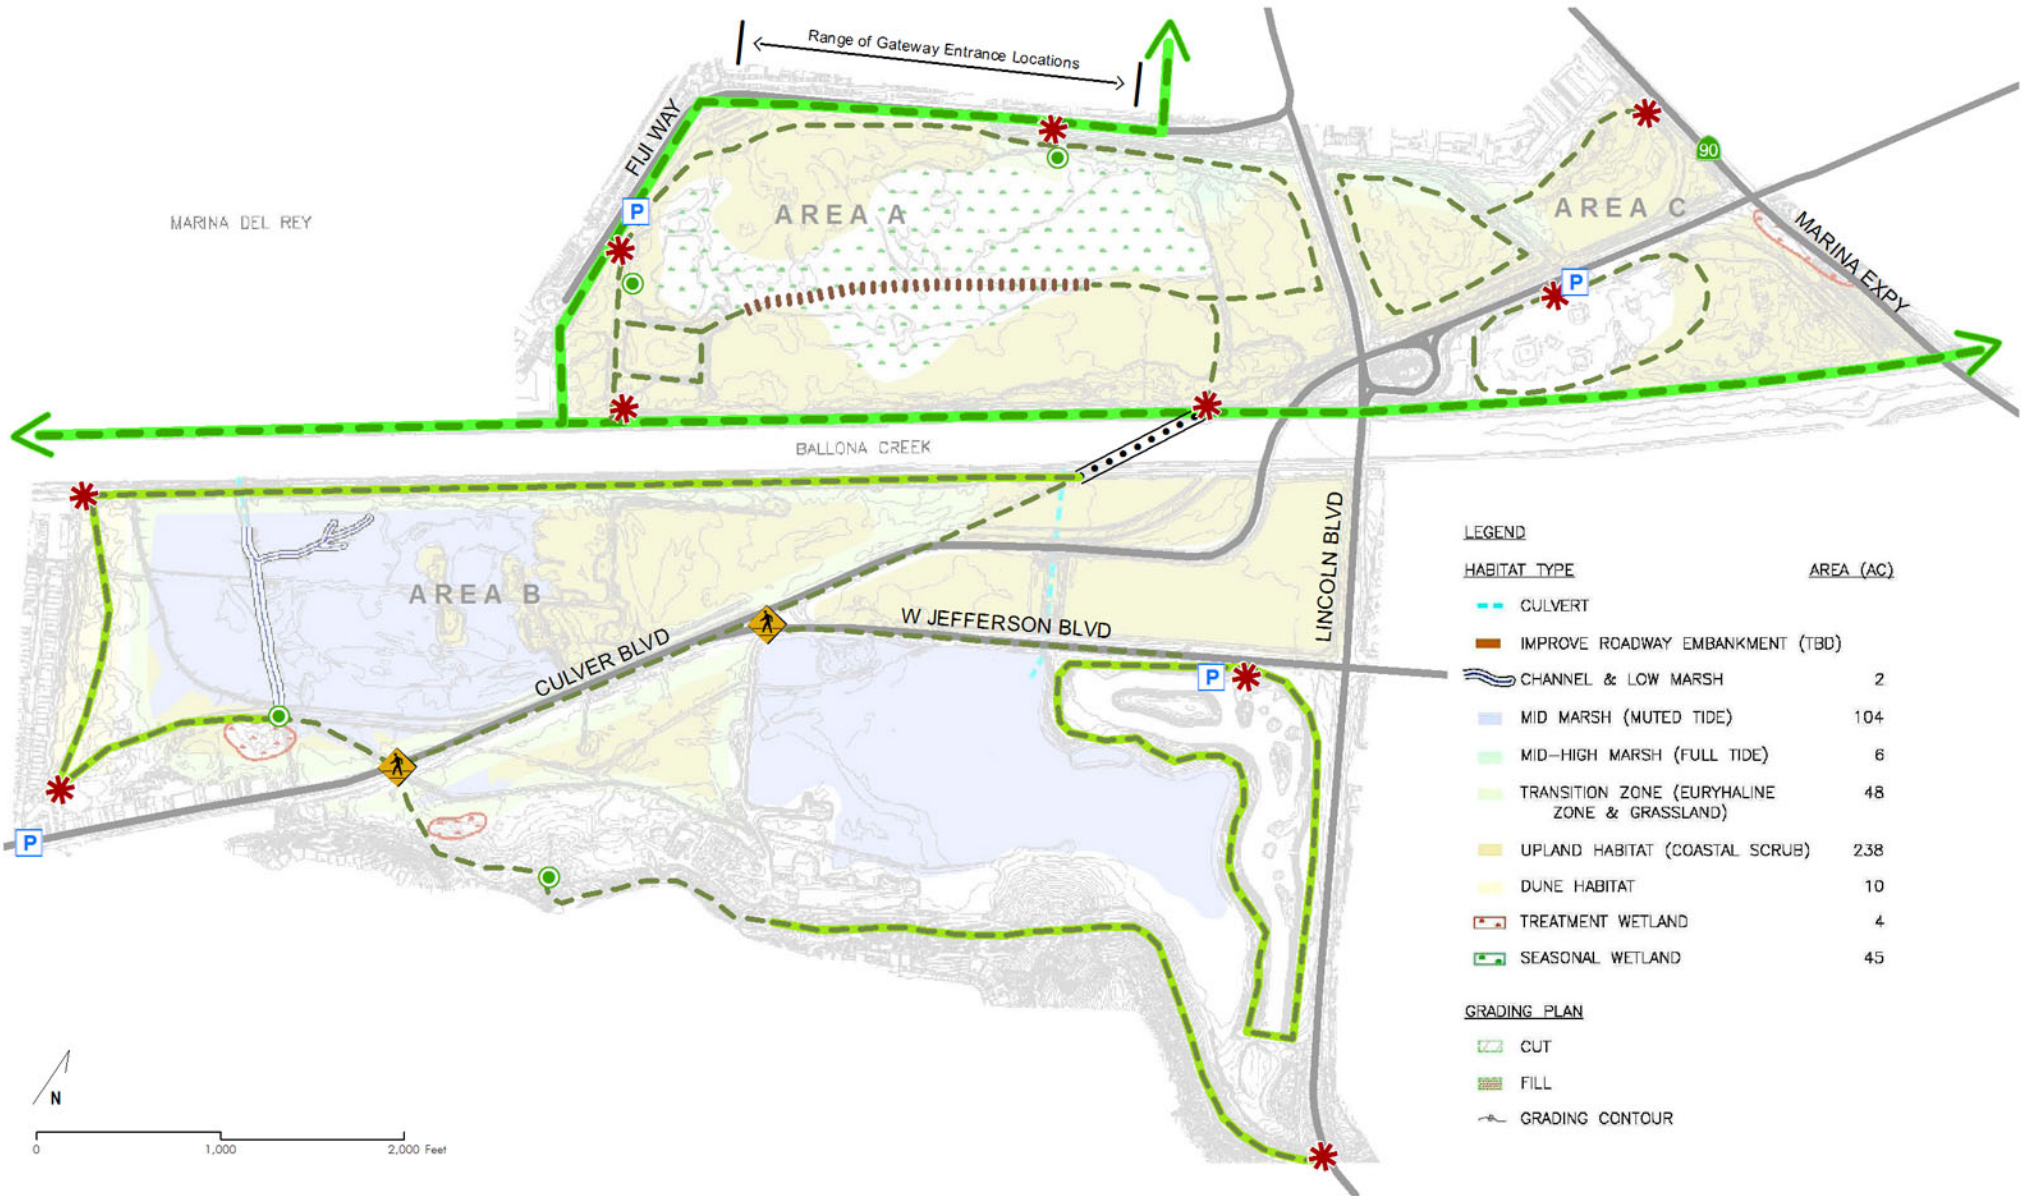 Range of Gateway Entrance Locations
FIJI WAY
90
P
AREA A
AREA C
MARINA DEL REY
MARINA EXPY
P
BALLONA CREEK
LINCOLN BLVD
AREA B
W JEFFERSON BLVD
CULVER BLVD
P
P
LEGEND
HABITAT TYPE AREA (AC)
CULVERT
IMPROVE ROADWAY EMBANKMENT (TBD)
CHANNEL & LOW MARSH 2
MID MARSH (MUTED TIDE) 104
MID-HIGH MARSH (FULL TIDE) 6
TRANSITION ZONE (EURYHALINE 48
ZONE & GRASSLAND)
UPLAND HABITAT (COASTAL SCRUB) 238
DUNE HABITAT 10
TREATMENT WETLAND 4
SEASONAL WETLAND 45
GRADING PLAN
CUT
FILL
GRADING CONTOUR
N
0 1,000 2,000 Feet